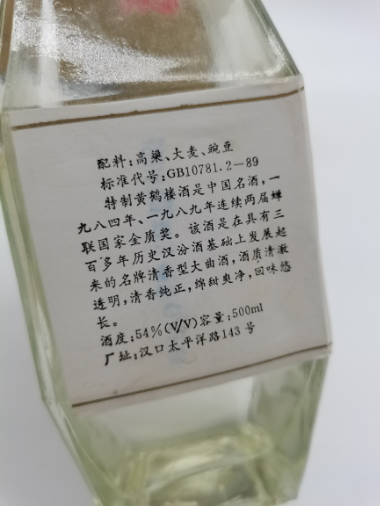 配料：高粱、大麦、豌豆
标准代号：GB10781.2-89
特制黄鹤楼酒是中国名酒，一
九八四年、一九八九年连续两届蝉
联国家金质奖。该酒是在具有三
百多年历史汉汾酒基础上发展起
来的名牌清香型大曲酒，酒质清澈
透明，清香纯正，绵甜爽净，回味悠
长。
酒度：54%(V/V)容量：500ml
厂址：汉口太平洋路143号